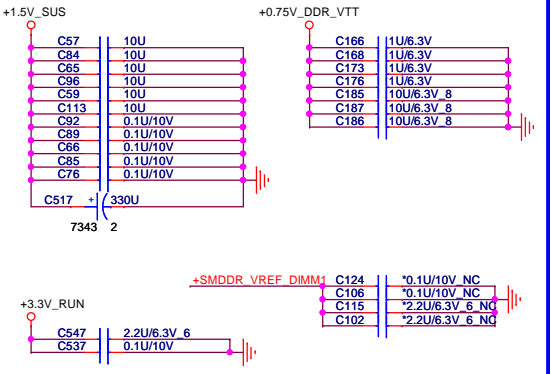 +1.5V_SUS
C57 10U
C84 10U
C65 10U
C96 10U
C59 10U
C113 10U
C92 0.1U/10V
C89 0.1U/10V
C66 0.1U/10V
C85 0.1U/10V
C76 0.1U/10V
C517 + 330U
7343 2
+0.75V_DDR_VTT
C166 1U/6.3V
C168 1U/6.3V
C173 1U/6.3V
C176 1U/6.3V
C185 10U/6.3V_8
C187 10U/6.3V_8
C186 10U/6.3V_8
+SMDDR_VREF_DIMM1
C124 *0.1U/10V_NC
C106 *0.1U/10V_NC
C115 *2.2U/6.3V_6_NC
C102 *2.2U/6.3V_6_NC
+3.3V_RUN
C547 2.2U/6.3V_6
C537 0.1U/10V